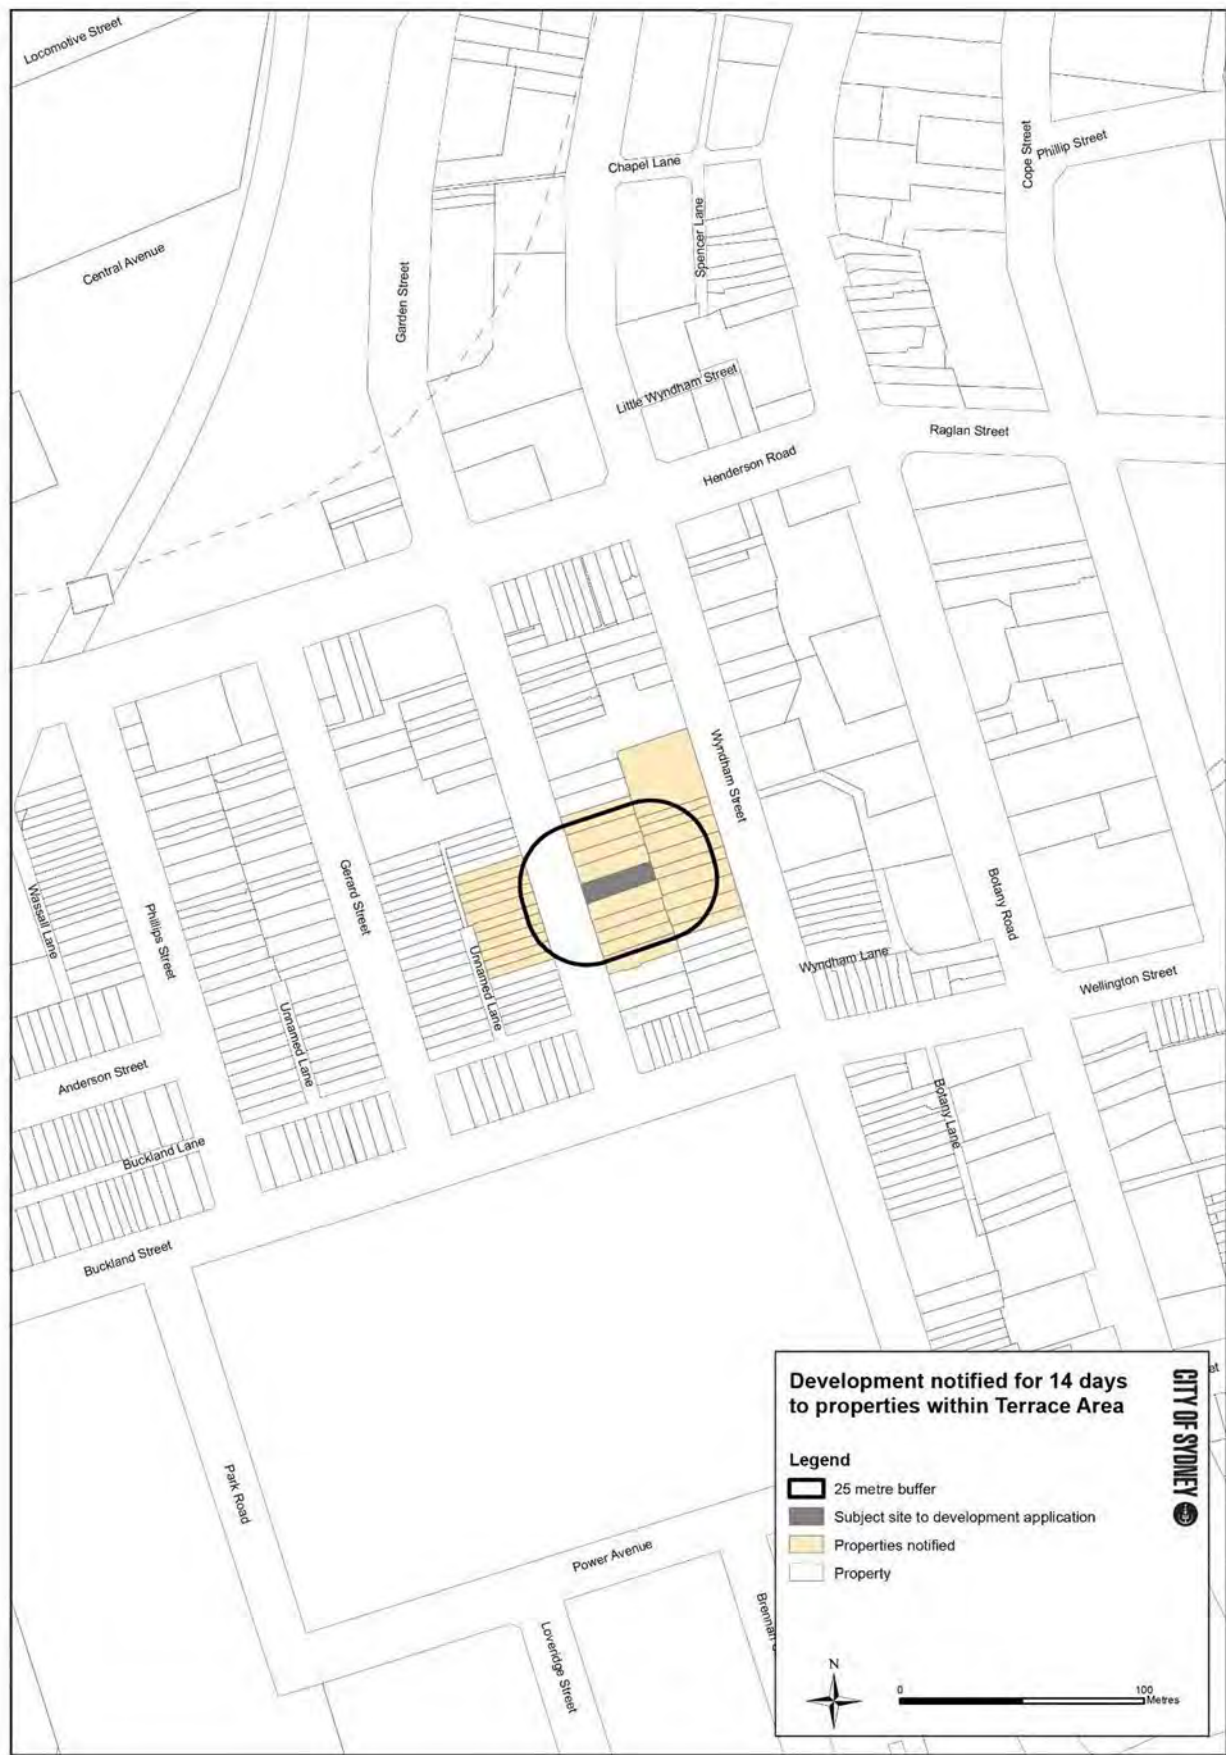 Locomotive Street
Chapel Lane
Cope Street
Phillip Street
Spencer Lane
Central Avenue
Garden Street
Little Wyndham Street
Raglan Street
Henderson Road
Wyndham Street
Gerard Street
Botany Road
Wassall Lane
Phillips Street
Unnamed Lane
Wyndham Lane
Wellington Street
Unnamed Lane
Anderson Street
Botany Lane
Buckland Lane
Buckland Street
Park Road
Power Avenue
Loveridge Street
Brennan
et
Development notified for 14 days
to properties within Terrace Area
CITY OF SYDNEY
Legend
25 metre buffer
Subject site to development application
Properties notified
Property
N
0
100
Metres